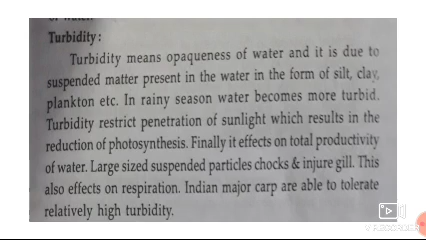 of water.
Turbidity :
Turbidity means opaqueness of water and it is due to
suspended matter present in the water in the form of silt, clay,
plankton etc. In rainy season water becomes more turbid.
Turbidity restrict penetration of sunlight which results in the
reduction of photosynthesis. Finally it effects on total productivity
of water. Large sized suspended particles chocks & injure gill. This
also effects on respiration. Indian major carp are able to tolerate
relatively high turbidity.